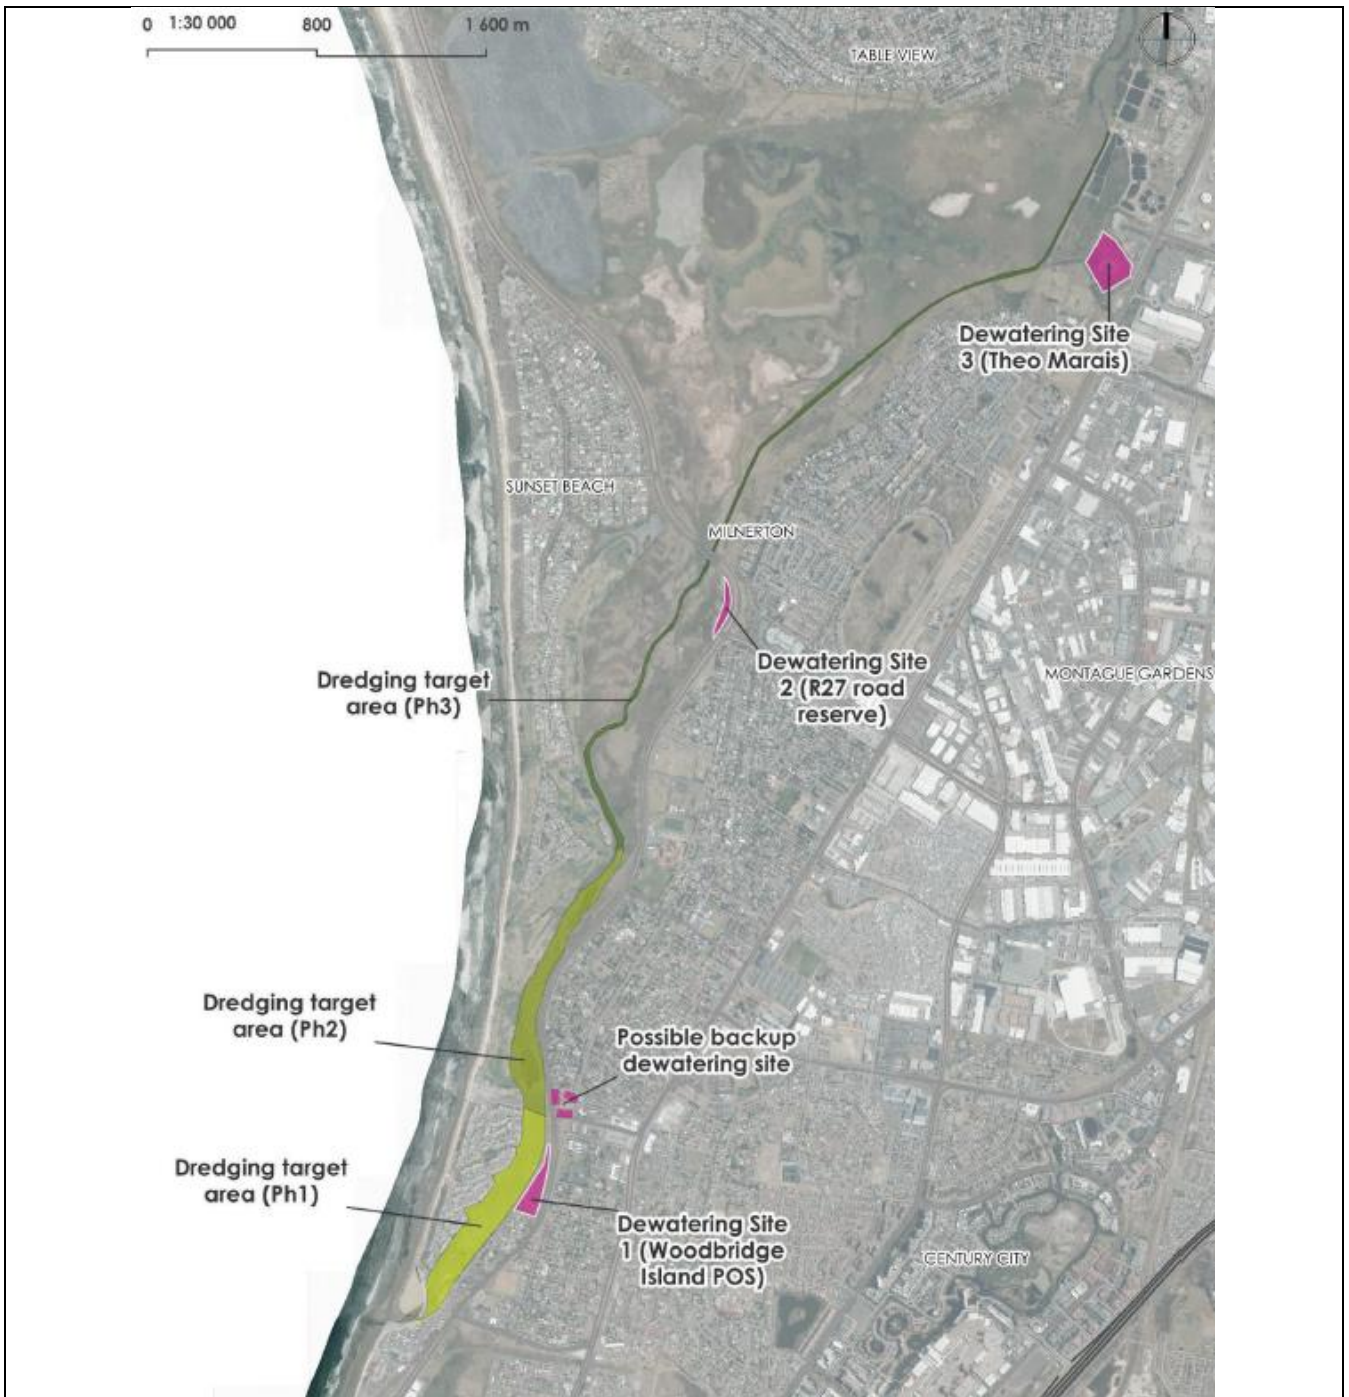 0 1:30 000 800 1 600 m
TABLE VIEW
Dewatering Site
3 (Theo Marais)
SUNSET BEACH
MILNERTON
Dewatering Site
2 (R27 road
reserve)
MONTAGUE GARDENS
Dredging target
area (Ph3)
Dredging target
area (Ph2)
Possible backup
dewatering site
Dredging target
area (Ph1)
Dewatering Site
1 (Woodbridge
Island POS)
CENTURY CITY